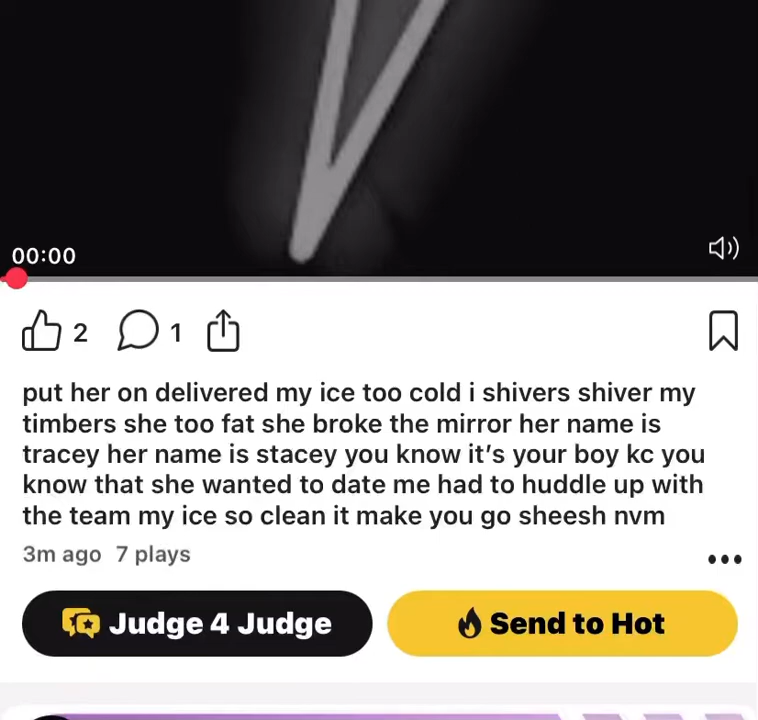 00:00
2
1
put her on delivered my ice too cold i shivers shiver my
timbers she too fat she broke the mirror her name is
tracey her name is stacey you know it’s your boy kc you
know that she wanted to date me had to huddle up with
the team my ice so clean it make you go sheesh nvm
3m ago 7 plays
Judge 4 Judge
Send to Hot